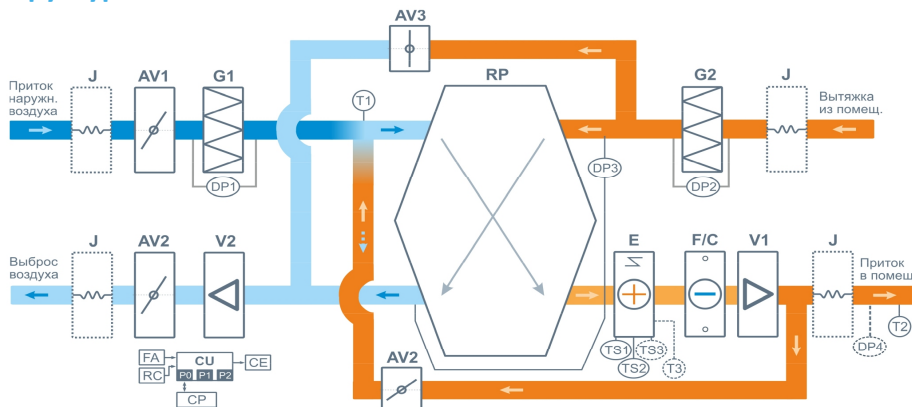 AV3
J
AV1
G1
RP
G2
J
Приток
наружн.
воздуха
T1
Вытяжка
из помещ.
DP1
DP3
DP2
J
AV2
V2
E
F/C
V1
J
Выброс
воздуха
Приток
в помещ.
TS1
TS3
TS2
T3
DP4
T2
AV2
FA
CU
CE
RC
P0 P1 P2
CP